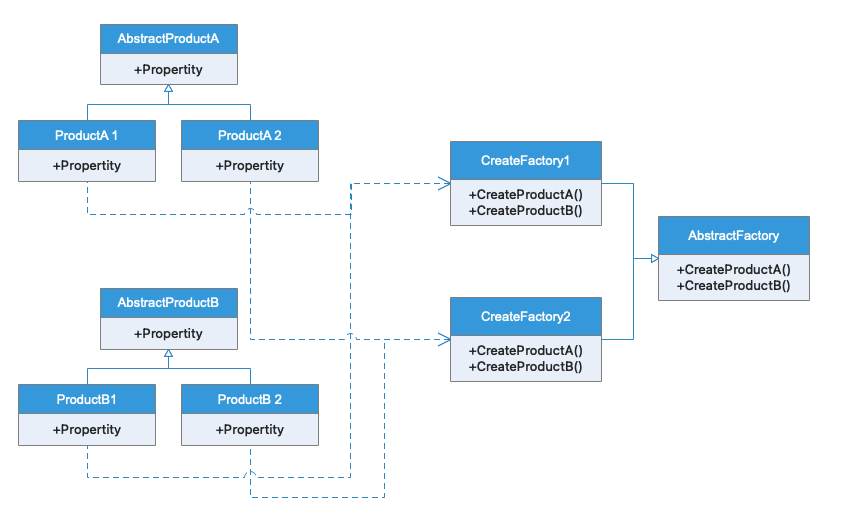 AbstractProductA
+Propertity
ProductA 1
+Propertity
ProductA 2
+Propertity
CreateFactory1
+CreateProductA()
+CreateProductB()
AbstractFactory
+CreateProductA()
+CreateProductB()
AbstractProductB
+Propertity
CreateFactory2
+CreateProductA()
+CreateProductB()
ProductB1
+Propertity
ProductB 2
+Propertity